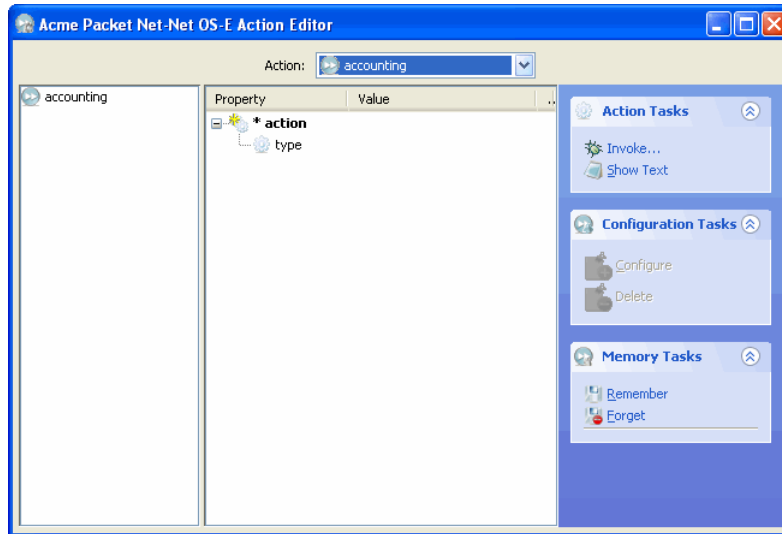 Acme Packet Net-Net OS-E Action Editor
Action: accounting
accounting
Property Value ..
* action
type
Action Tasks
Invoke...
Show Text
Configuration Tasks
Configure
Delete
Memory Tasks
Remember
Forget